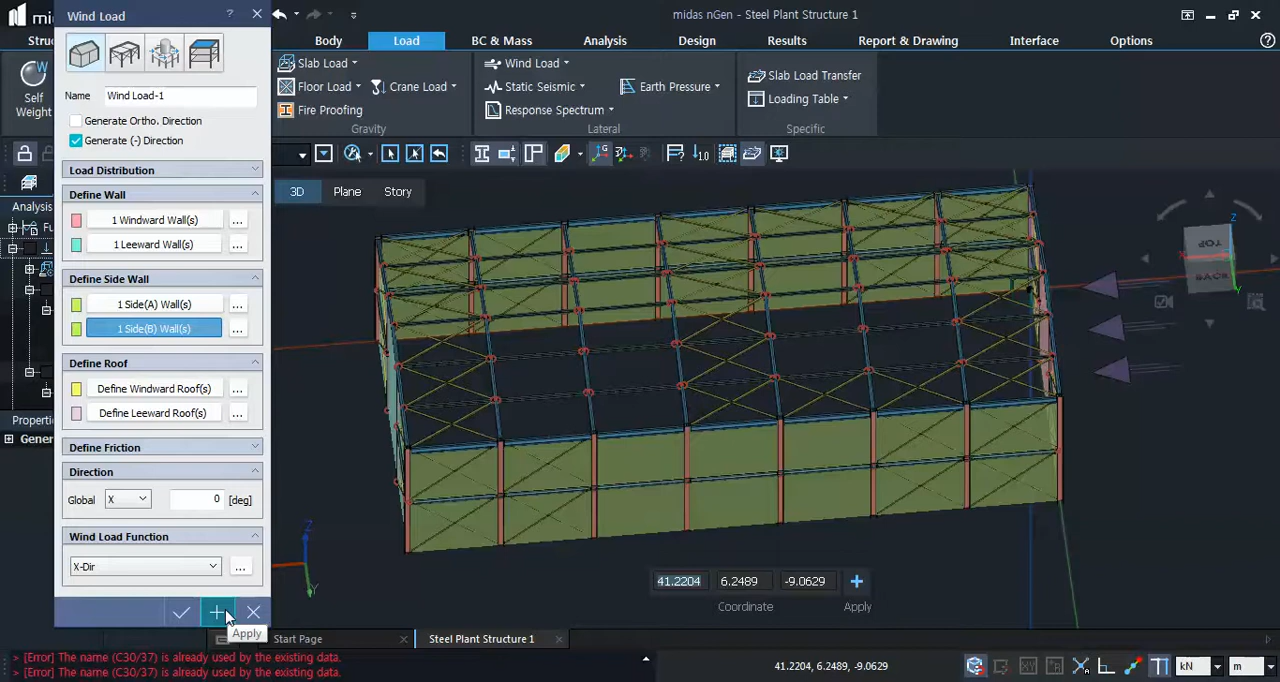 mi
Wind Load
?
midas nGen - Steel Plant Structure 1
Stru
Body
Load
BC & Mass
Analysis
Design
Results
Report & Drawing
Interface
Options
W
Self
Weight
Slab Load
Floor Load
Crane Load
Fire Proofing
Gravity
Wind Load
Static Seismic
Earth Pressure
Response Spectrum
Lateral
Slab Load Transfer
Loading Table
Specific
Name
Wind Load-1
Generate Ortho. Direction
Generate (-) Direction
Load Distribution
Define Wall
1 Windward Wall(s)
...
1 Leeward Wall(s)
...
Define Side Wall
1 Side(A) Wall(s)
...
1 Side(B) Wall(s)
...
Define Roof
Define Windward Roof(s)
...
Define Leeward Roof(s)
...
Define Friction
Direction
Global
X
0
[deg]
Wind Load Function
X-Dir
...
Apply
Analysis
Fu
Properti
Gener
3D
Plane
Story
TOP
BACK
Z
X
Y
Z
Y
41.2204
6.2489
-9.0629
Coordinate
Apply
Start Page
Steel Plant Structure 1
> [Error] The name (C30/37) is already used by the existing data.
> [Error] The name (C30/37) is already used by the existing data.
41.2204, 6.2489, -9.0629
kN
m